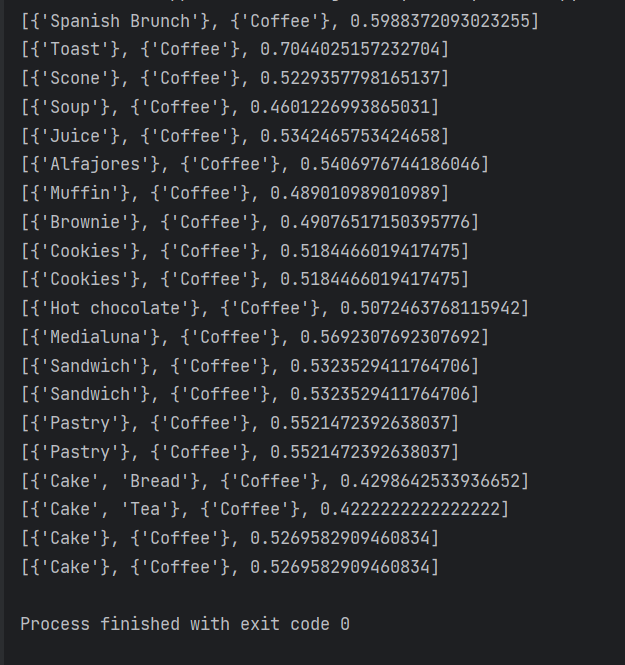 [{'Spanish Brunch'}, {'Coffee'}, 0.5988372093023255]
[{'Toast'}, {'Coffee'}, 0.7044025157232704]
[{'Scone'}, {'Coffee'}, 0.5229357798165137]
[{'Soup'}, {'Coffee'}, 0.4601226993865031]
[{'Juice'}, {'Coffee'}, 0.5342465753424658]
[{'Alfajores'}, {'Coffee'}, 0.5406976744186046]
[{'Muffin'}, {'Coffee'}, 0.489010989010989]
[{'Brownie'}, {'Coffee'}, 0.49076517150395776]
[{'Cookies'}, {'Coffee'}, 0.5184466019417475]
[{'Cookies'}, {'Coffee'}, 0.5184466019417475]
[{'Hot chocolate'}, {'Coffee'}, 0.5072463768115942]
[{'Medialuna'}, {'Coffee'}, 0.5692307692307692]
[{'Sandwich'}, {'Coffee'}, 0.5323529411764706]
[{'Sandwich'}, {'Coffee'}, 0.5323529411764706]
[{'Pastry'}, {'Coffee'}, 0.5521472392638037]
[{'Pastry'}, {'Coffee'}, 0.5521472392638037]
[{'Cake', 'Bread'}, {'Coffee'}, 0.4298642533936652]
[{'Cake', 'Tea'}, {'Coffee'}, 0.4222222222222222]
[{'Cake'}, {'Coffee'}, 0.5269582909460834]
[{'Cake'}, {'Coffee'}, 0.5269582909460834]
Process finished with exit code 0